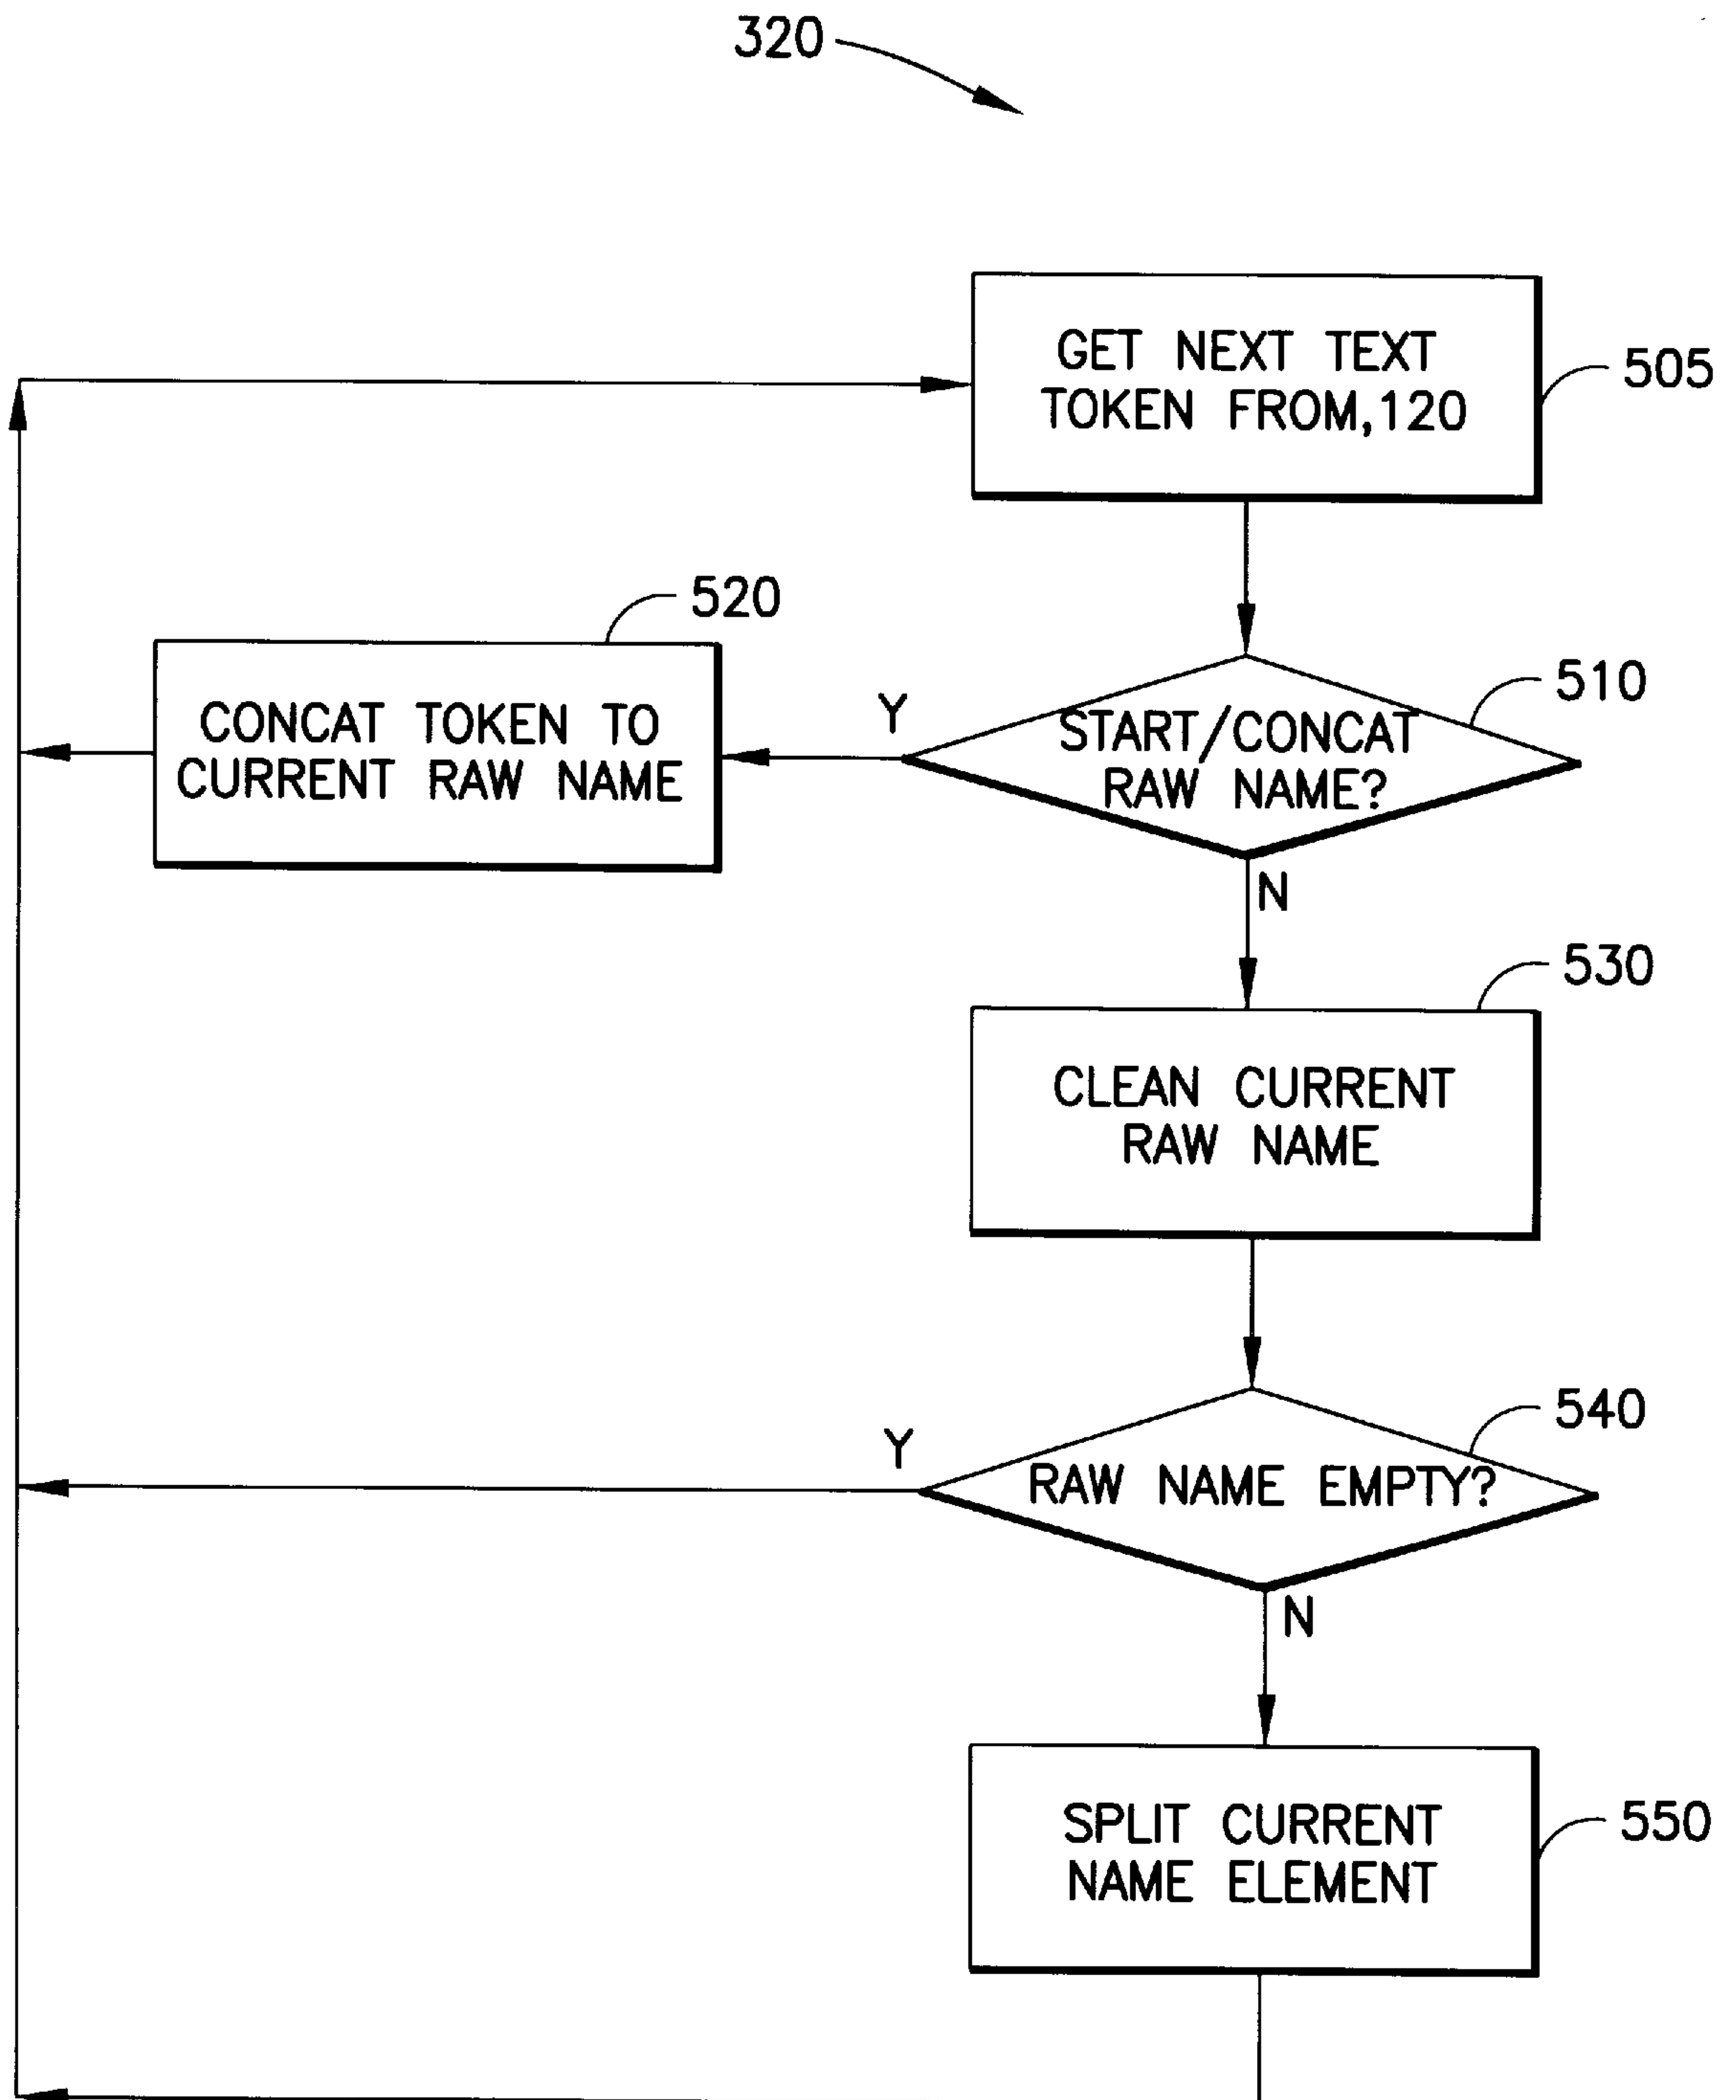 320
GET NEXT TEXT
TOKEN FROM,120
505
520
CONCAT TOKEN TO
CURRENT RAW NAME
Y
START/CONCAT
RAW NAME?
510
N
530
CLEAN CURRENT
RAW NAME
540
Y
RAW NAME EMPTY?
N
SPLIT CURRENT
NAME ELEMENT
550